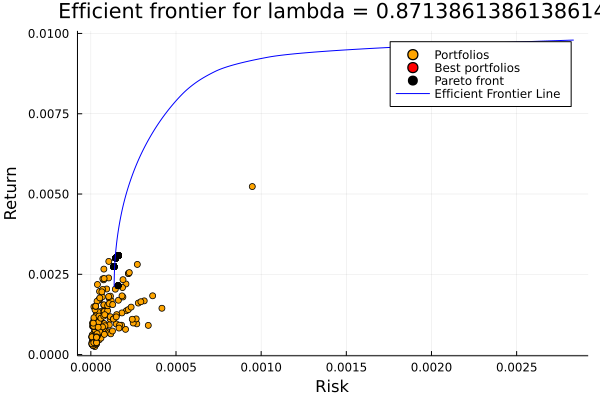 Efficient frontier for lambda = 0.8713861386138614
Portfolios
Best portfolios
Pareto front
Efficient Frontier Line
Return
0.0100
0.0075
0.0050
0.0025
0.0000
0.0000 0.0005 0.0010 0.0015 0.0020 0.0025
Risk